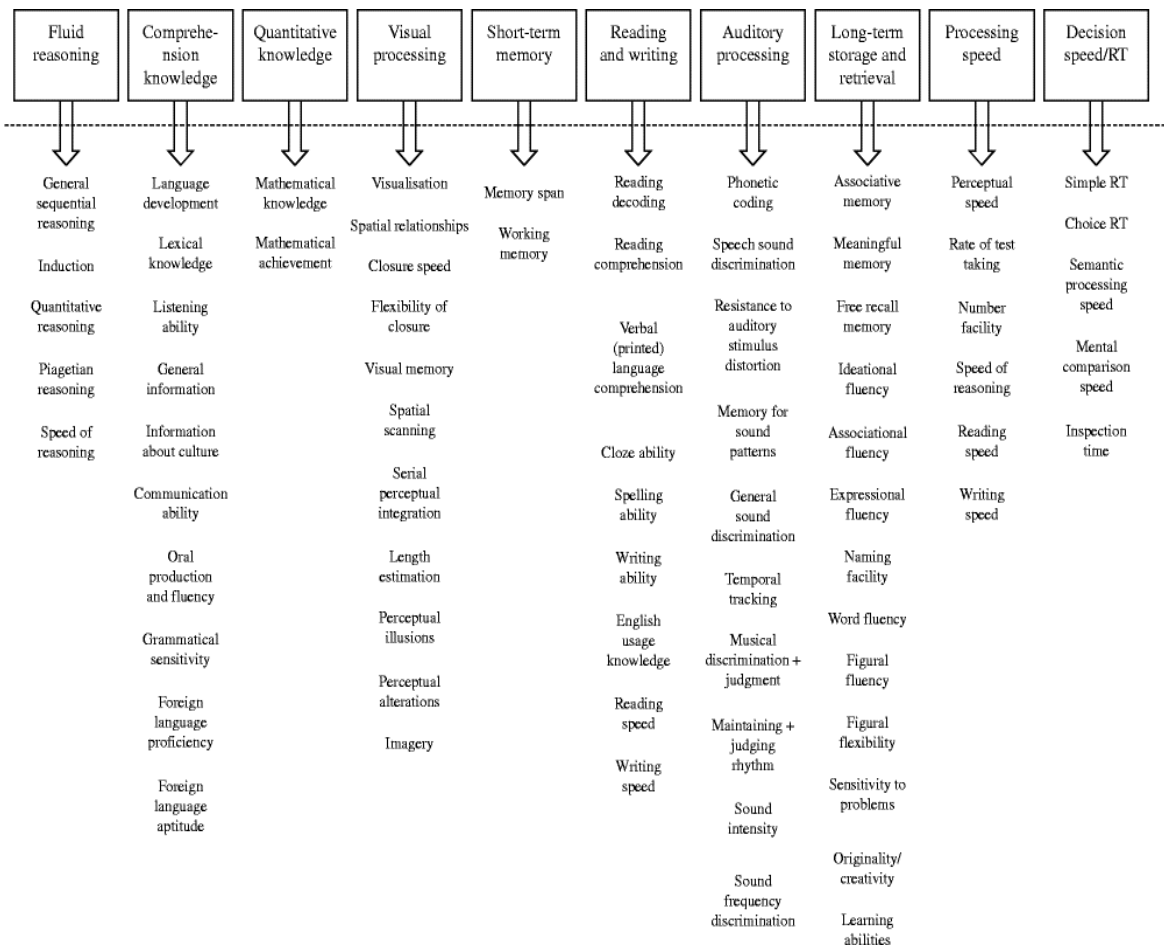 Fluid
reasoning
Comprehe-
nsion
knowledge
Quantitative
knowledge
Visual
processing
Short-term
memory
Reading
and writing
Auditory
processing
Long-term
storage and
retrieval
Processing
speed
Decision
speed/RT
General
sequential
reasoning
Induction
Quantitative
reasoning
Piagetian
reasoning
Speed of
reasoning
Language
development
Lexical
knowledge
Listening
ability
General
information
Information
about culture
Communication
ability
Oral
production
and fluency
Grammatical
sensitivity
Foreign
language
proficiency
Foreign
language
aptitude
Mathematical
knowledge
Mathematical
achievement
Visualisation
Spatial relationships
Closure speed
Flexibility of
closure
Visual memory
Spatial
scanning
Serial
perceptual
integration
Length
estimation
Perceptual
illusions
Perceptual
alterations
Imagery
Memory span
Working
memory
Reading
decoding
Reading
comprehension
Verbal
(printed)
language
comprehension
Cloze ability
Spelling
ability
Writing
ability
English
usage
knowledge
Reading
speed
Writing
speed
Phonetic
coding
Speech sound
discrimination
Resistance to
auditory
stimulus
distortion
Memory for
sound
patterns
General
sound
discrimination
Temporal
tracking
Musical
discrimination +
judgment
Maintaining +
judging
rhythm
Sound
intensity
Sound
frequency
discrimination
Associative
memory
Meaningful
memory
Free recall
memory
Ideational
fluency
Associational
fluency
Expressional
fluency
Naming
facility
Word fluency
Figural
fluency
Figural
flexibility
Sensitivity to
problems
Originality/
creativity
Learning
abilities
Perceptual
speed
Rate of test
taking
Number
facility
Speed of
reasoning
Reading
speed
Writing
speed
Simple RT
Choice RT
Semantic
processing
speed
Mental
comparison
speed
Inspection
time